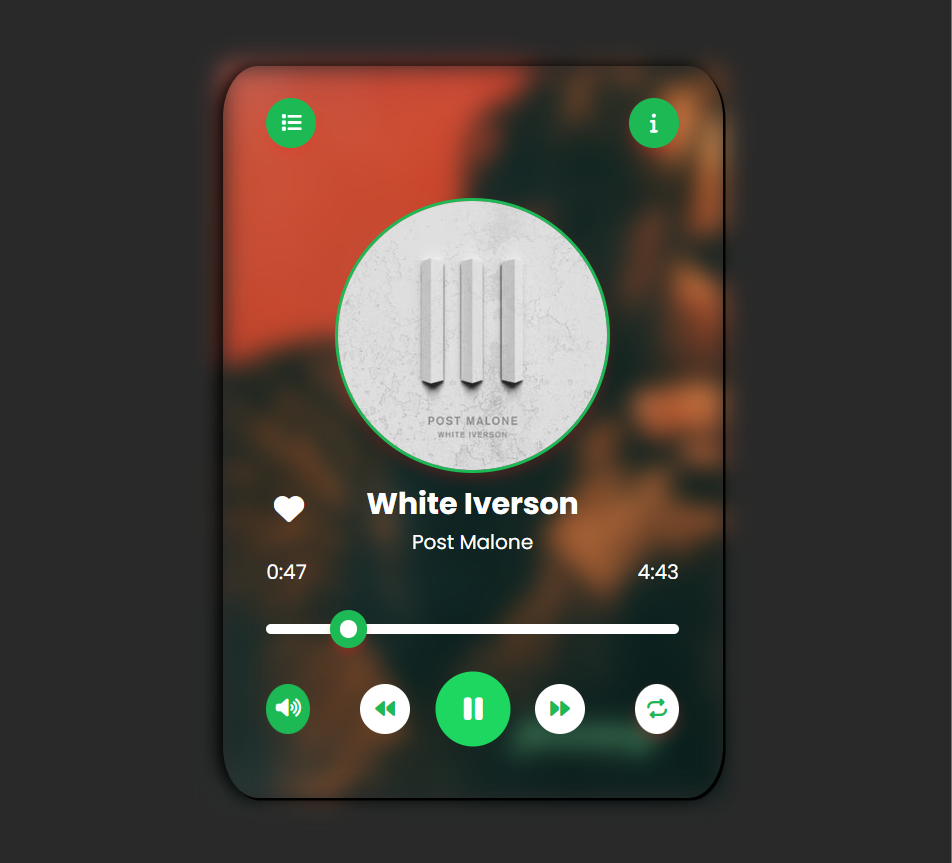 POST MALONE
WHITE IVERSON
White Iverson
Post Malone
0:47 4:43